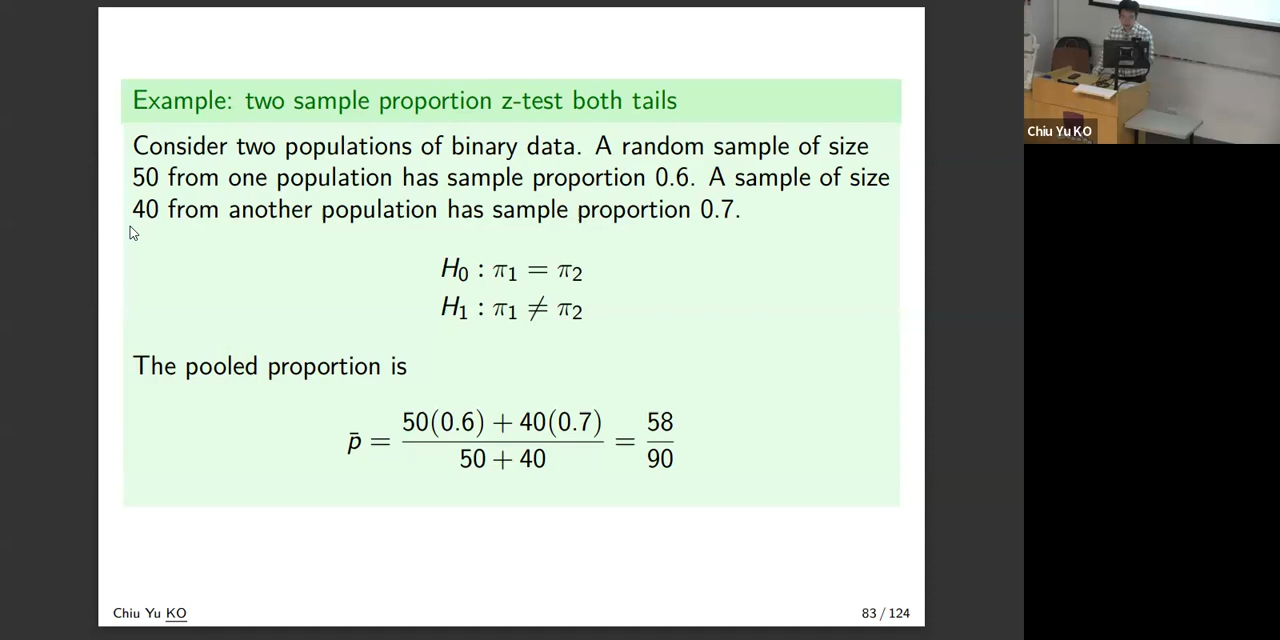 Example: two sample proportion z-test both tails
Consider two populations of binary data. A random sample of size
50 from one population has sample proportion 0.6. A sample of size
40 from another population has sample proportion 0.7.
H₀ : π₁ = π₂
H₁ : π₁ ≠ π₂
The pooled proportion is
p̄ = (50(0.6) + 40(0.7)) / (50 + 40) = 58/90
Chiu Yu KO
83 / 124
Chiu Yu KO